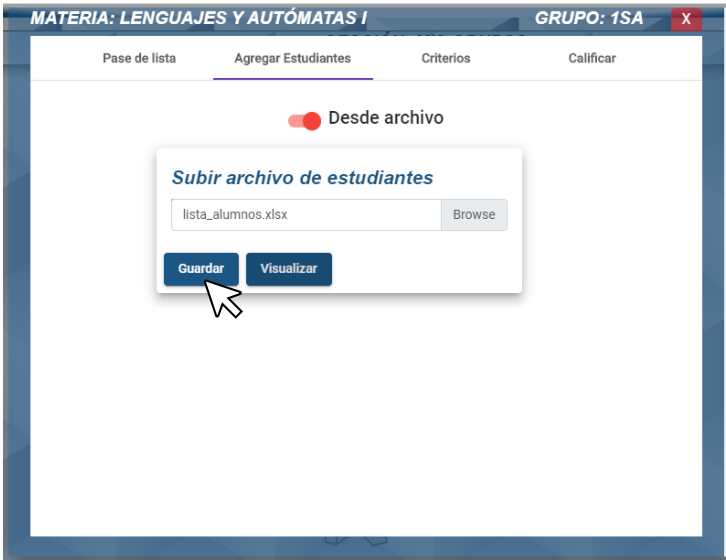 MATERIA: LENGUAJES Y AUTÓMATAS I GRUPO: 1SA X
Pase de lista Agregar Estudiantes Criterios Calificar
Desde archivo
Subir archivo de estudiantes
lista_alumnos.xlsx Browse
Guardar Visualizar